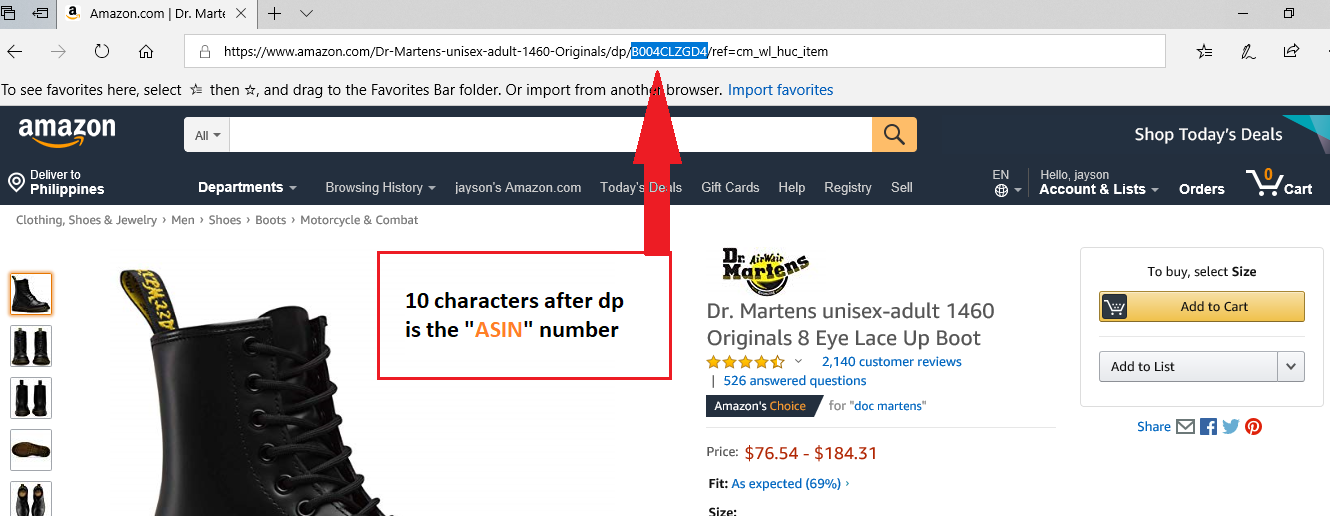 Amazon.com | Dr. Marte
https://www.amazon.com/Dr-Martens-unisex-adult-1460-Originals/dp/B004CLZGD4/ref=cm_wl_huc_item
To see favorites here, select then , and drag to the Favorites Bar folder. Or import from another browser. Import favorites
amazon
All
Shop Today's Deals
Deliver to
Philippines
Departments Browsing History jayson's Amazon.com Today's Deals Gift Cards Help Registry Sell
EN
Hello, jayson
Account & Lists
Orders
0
Cart
Clothing, Shoes & Jewelry › Men › Shoes › Boots › Motorcycle & Combat
10 characters after dp
is the "ASIN" number
Dr. AirWair
Martens
Dr. Martens unisex-adult 1460
Originals 8 Eye Lace Up Boot
2,140 customer reviews
| 526 answered questions
Amazon's Choice for "doc martens"
Price: $76.54 - $184.31
Fit: As expected (69%) ›
Size:
To buy, select Size
Add to Cart
Add to List
Share